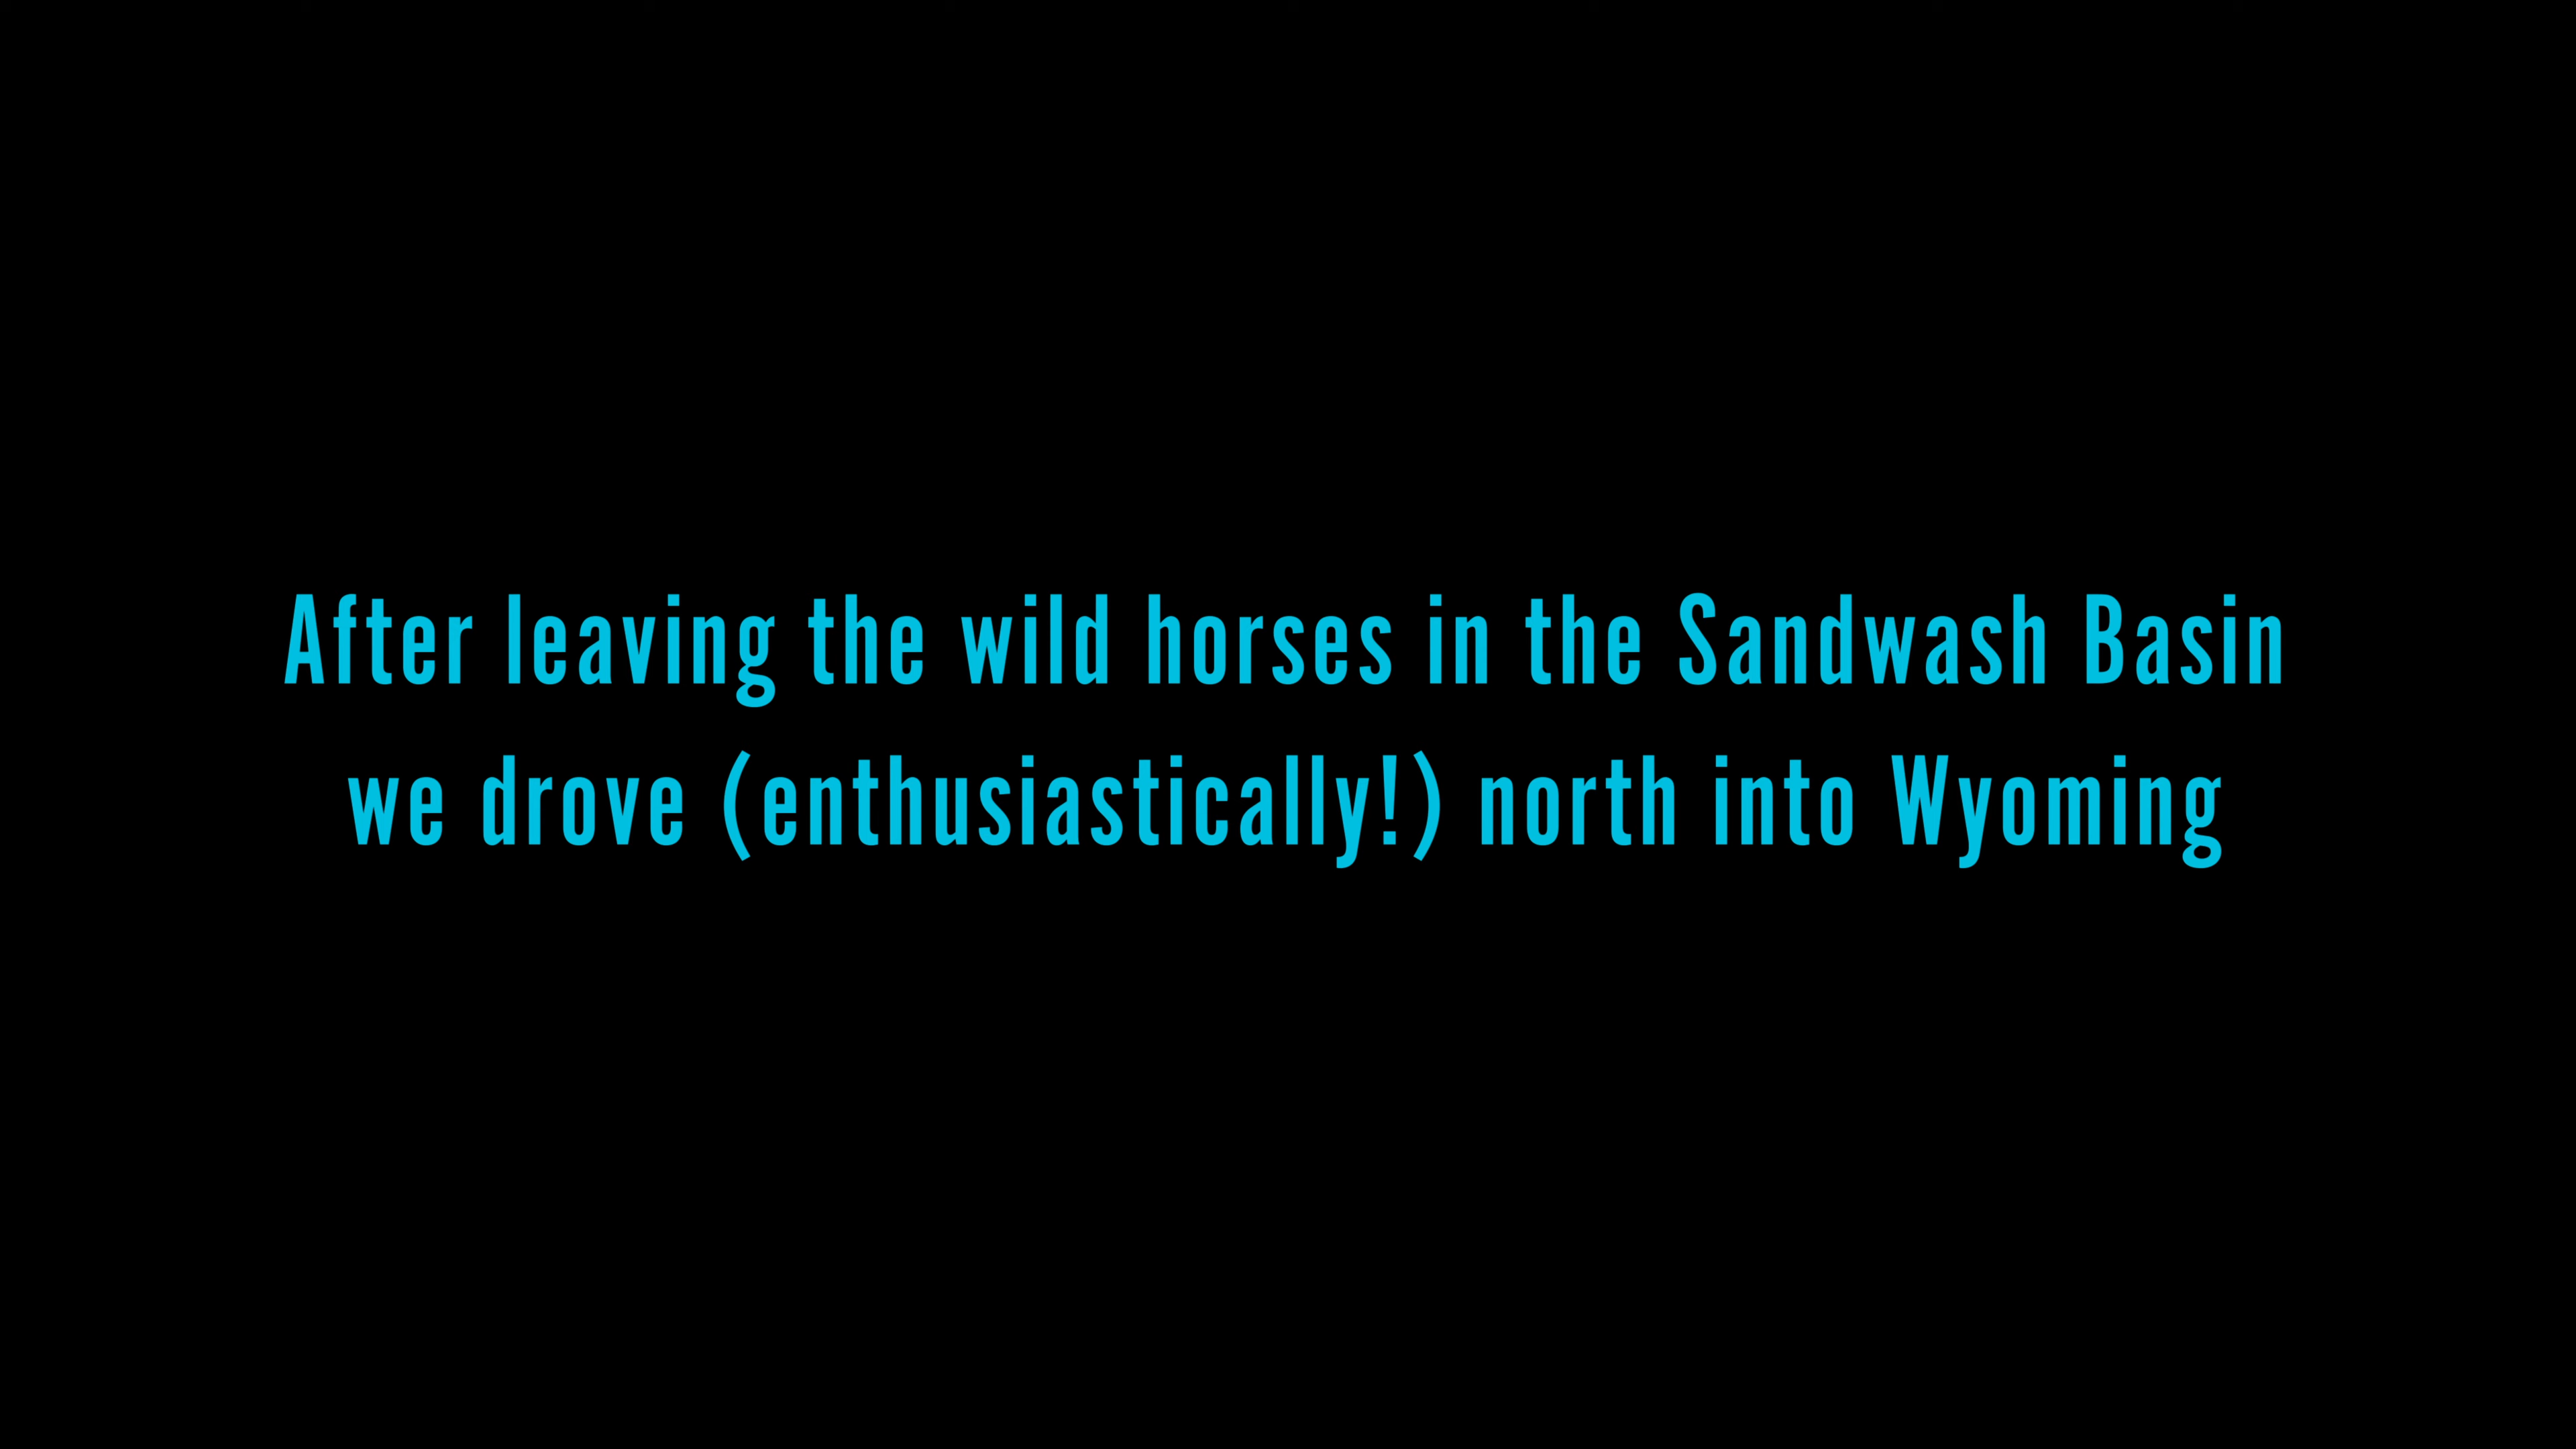 After leaving the wild horses in the Sandwash Basin
we drove (enthusiastically!) north into Wyoming